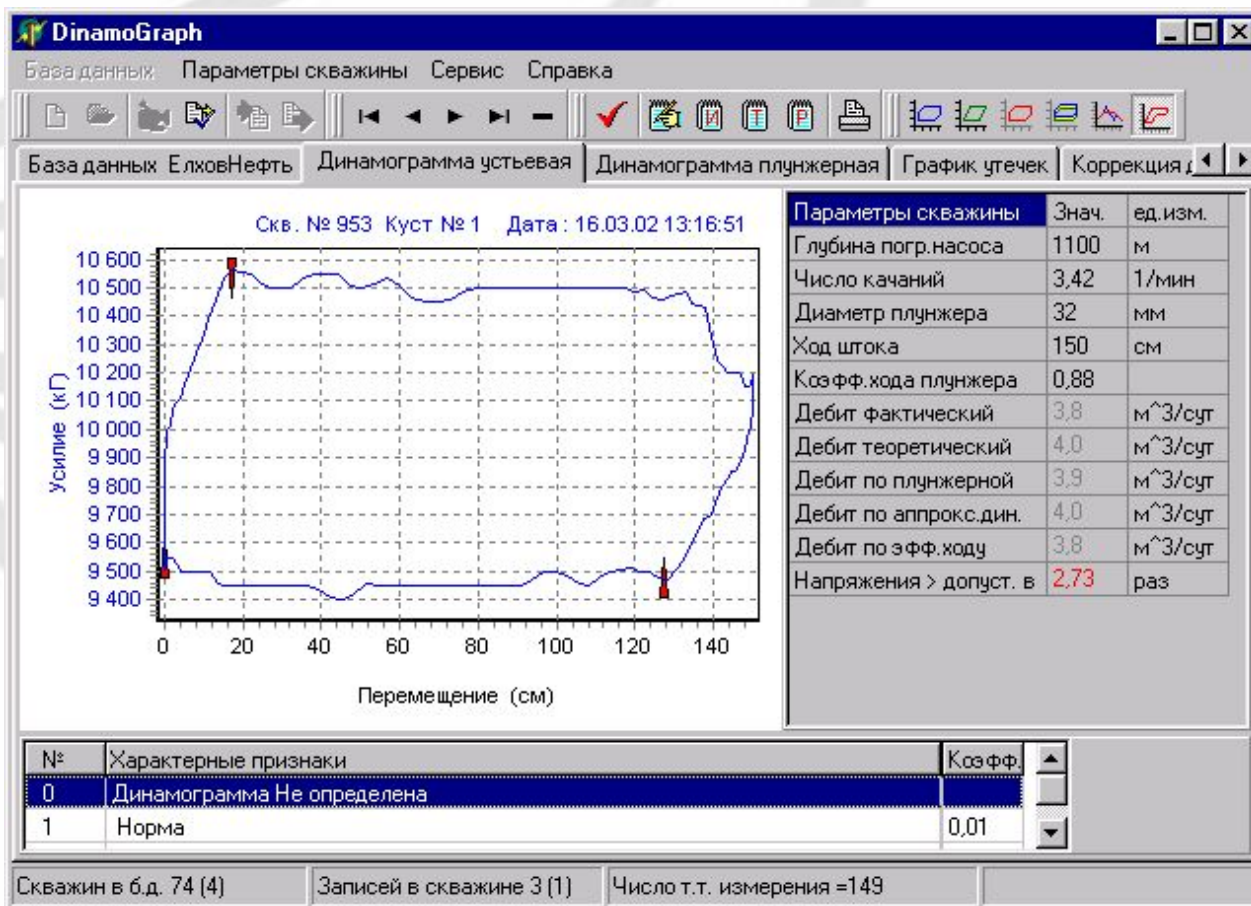 DinamoGraph
База данных Параметры скважины Сервис Справка
База данных ЕлховНефть Динамограмма устьевая Динамограмма плунжерная График утечек Коррекция д
Скв. № 953 Куст № 1 Дата : 16.03.02 13:16:51
Усилие (кГ)
10 600
10 500
10 400
10 300
10 200
10 100
10 000
9 900
9 800
9 700
9 600
9 500
9 400
0 20 40 60 80 100 120 140
Перемещение (см)
Параметры скважины Знач. ед.изм.
Глубина погр.насоса 1100 м
Число качаний 3,42 1/мин
Диаметр плунжера 32 мм
Ход штока 150 см
Коэфф.хода плунжера 0,88
Дебит фактический 3,8 м^3/сут
Дебит теоретический 4,0 м^3/сут
Дебит по плунжерной 3,9 м^3/сут
Дебит по аппрокс.дин. 4,0 м^3/сут
Дебит по эфф.ходу 3,8 м^3/сут
Напряжения > допуст. в 2,73 раз
№ Характерные признаки Коэфф.
0 Динамограмма Не определена
1 Норма 0,01
Скважин в б.д. 74 (4) Записей в скважине 3 (1) Число т.т. измерения =149